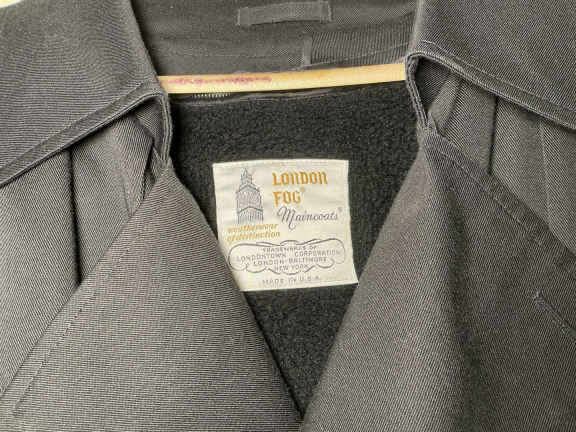 LONDON
FOG®
Maincoats®
weatherwear
of distinction
TRADEMARKS OF
LONDONTOWN CORPORATION
LONDON-BALTIMORE
NEW YORK
MADE IN U.S.A.